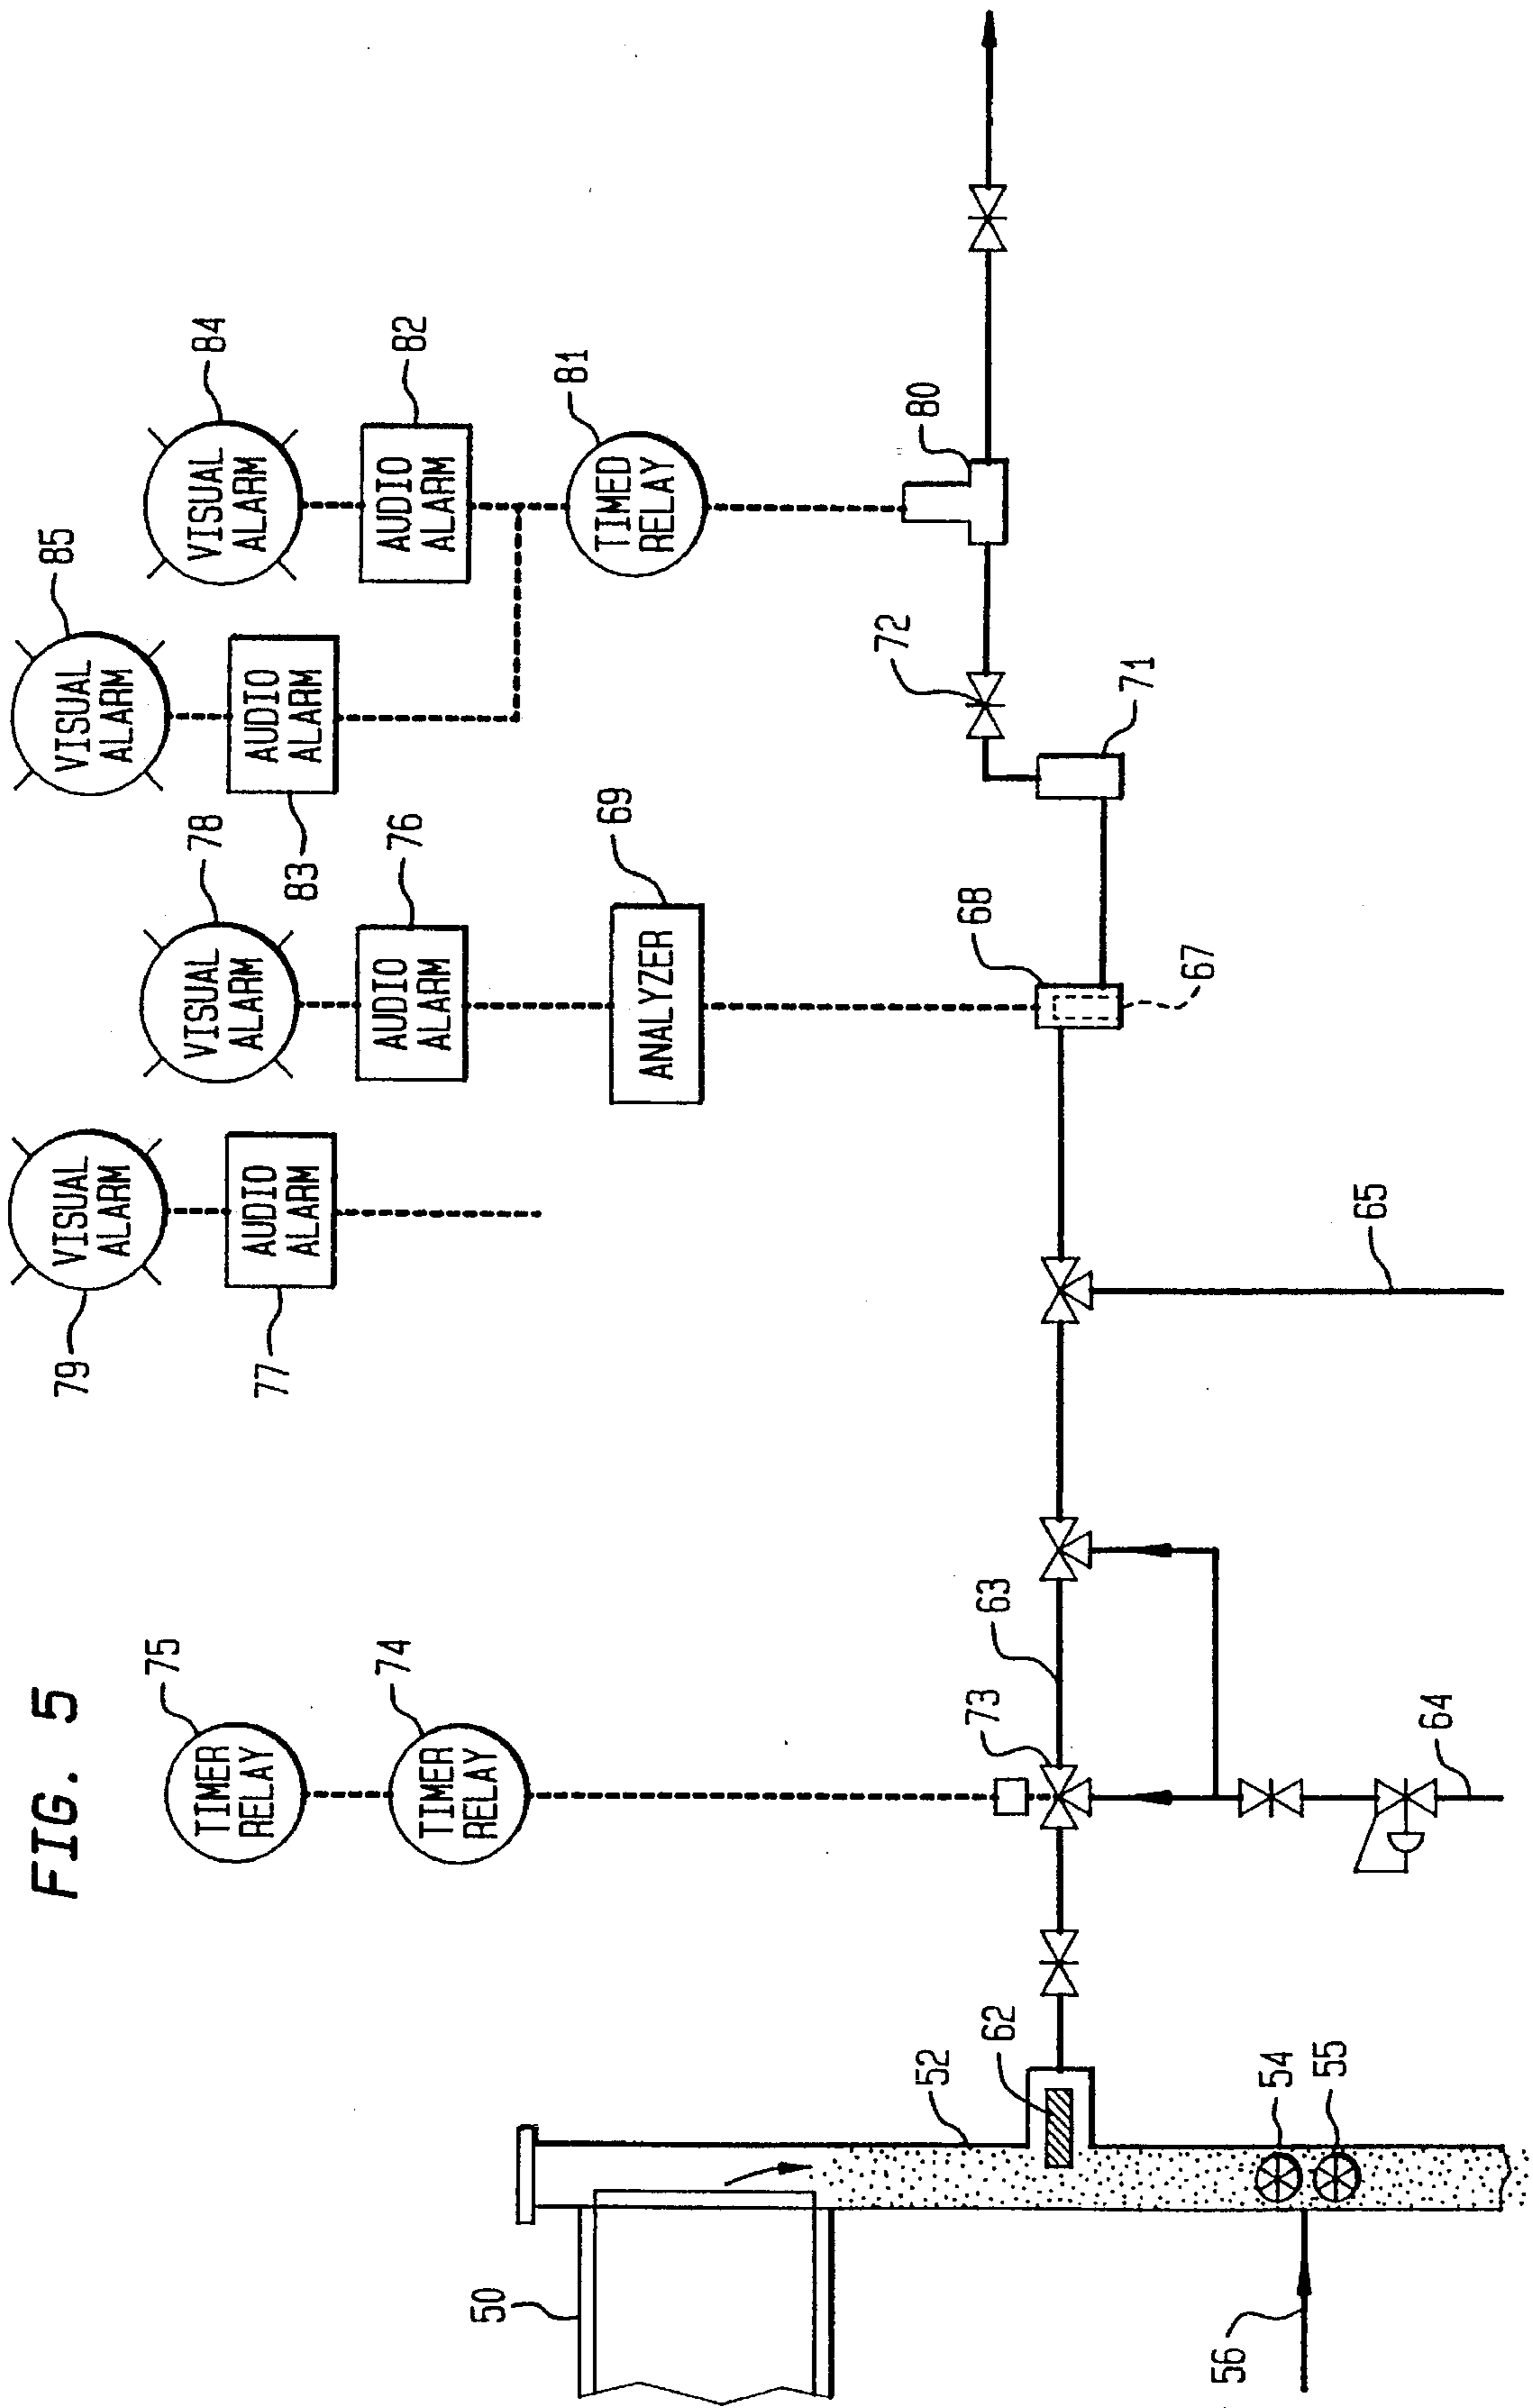 FIG. 5
75
TIMER
RELAY
74
TIMER
RELAY
79
VISUAL
ALARM
77
AUDIO
ALARM
78
VISUAL
ALARM
76
AUDIO
ALARM
69
ANALYZER
85
VISUAL
ALARM
83
AUDIO
ALARM
84
VISUAL
ALARM
82
AUDIO
ALARM
81
TIMED
RELAY
50
52
62
73
63
68
67
71
72
80
56
54
55
64
65